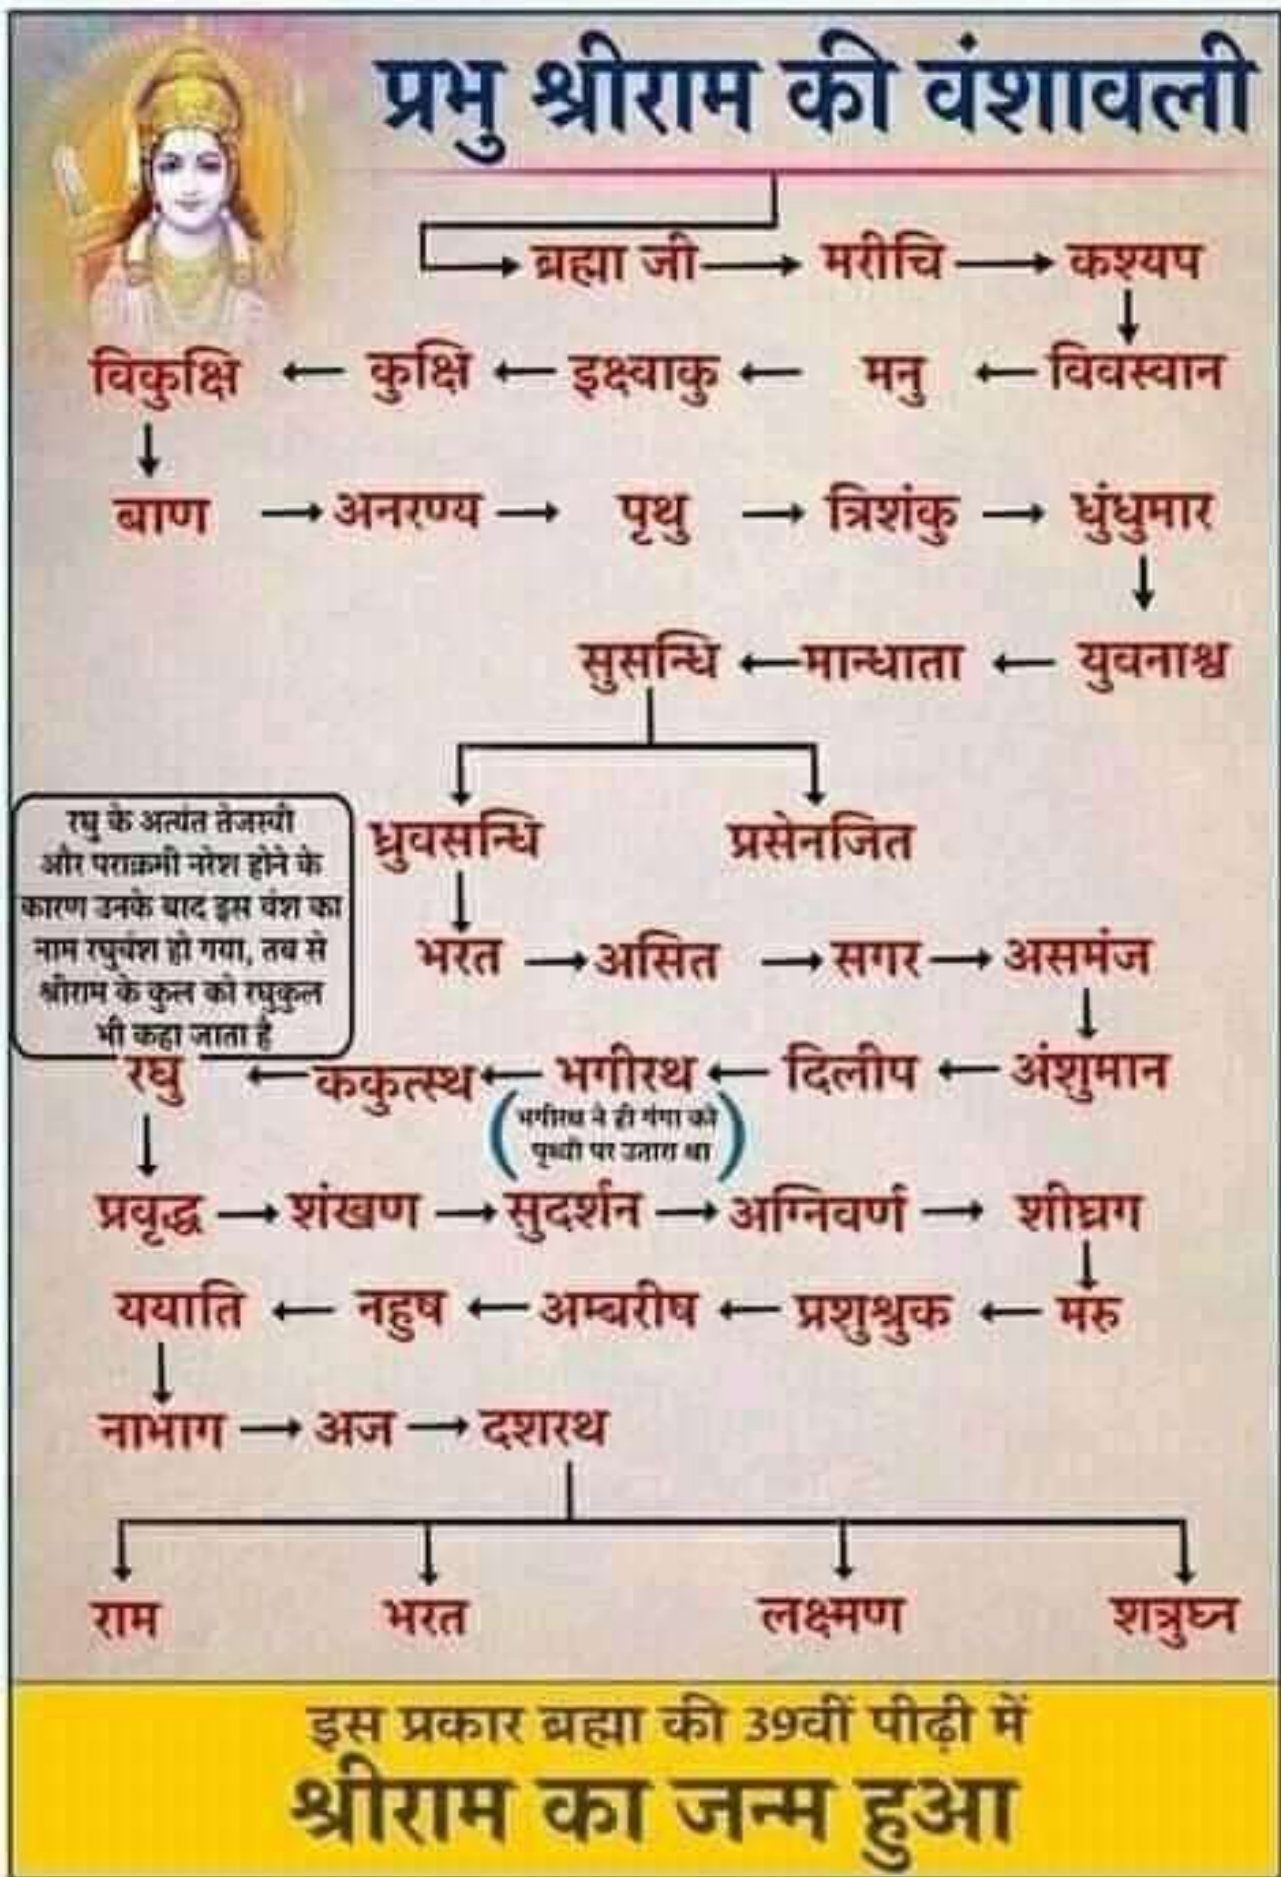 प्रभु श्रीराम की वंशावली
ब्रह्मा जी मरीचि कश्यप
विकुक्षि कुक्षि इक्ष्वाकु मनु विवस्वान
बाण अनरण्य पृथु त्रिशंकु धुंधुमार
सुसन्धि मान्धाता युवनाश्व
ध्रुवसन्धि प्रसेनजित
रघु के अत्यंत तेजस्वी
और पराक्रमी नरेश होने के
कारण उनके बाद इस वंश का
नाम रघुवंश हो गया, तब से
श्रीराम के कुल को रघुकुल
भी कहा जाता है
भरत असित सगर असमंज
रघु ककुत्स्थ भगीरथ दिलीप अंशुमान
भगीरथ ने ही गंगा को
पृथ्वी पर उतारा था
प्रवृद्ध शंखण सुदर्शन अग्निवर्ण शीघ्रग
ययाति नहुष अम्बरीष प्रशुश्रुक मरु
नाभाग अज दशरथ
राम भरत लक्ष्मण शत्रुघ्न
इस प्रकार ब्रह्मा की 39वीं पीढ़ी में
श्रीराम का जन्म हुआ